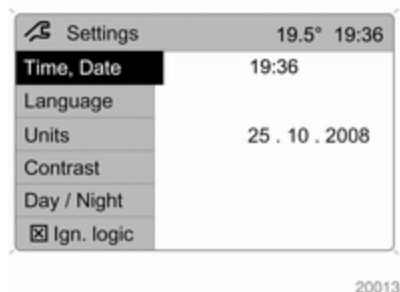 Settings 19.5° 19:36
Time, Date 19:36
Language
Units 25 . 10 . 2008
Contrast
Day / Night
Ign. logic
20013